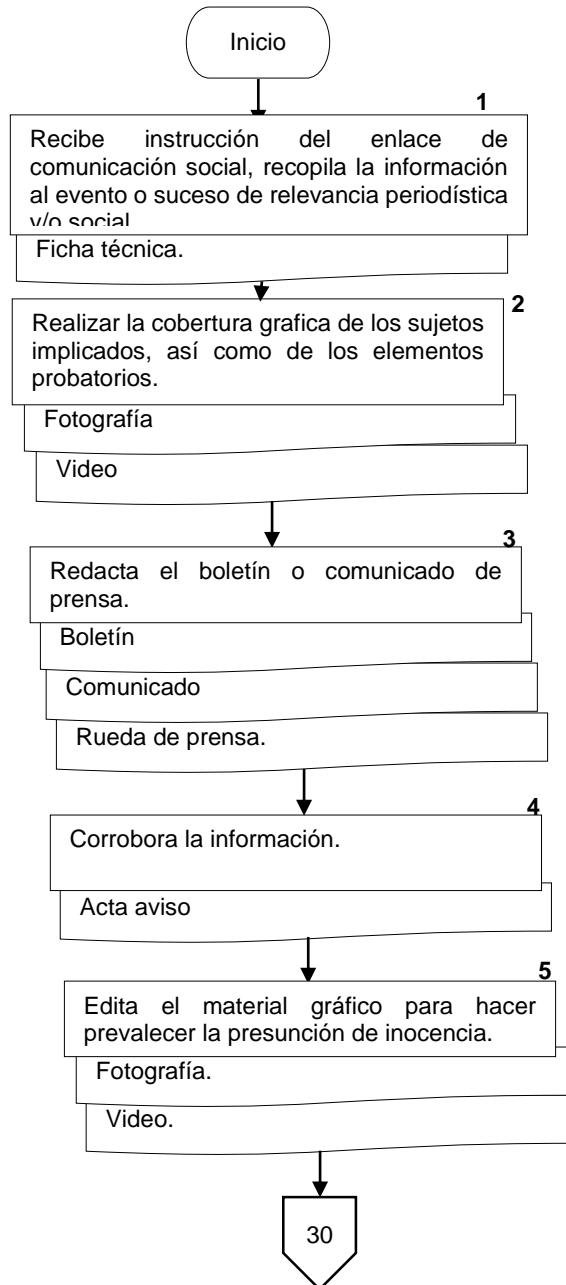 Inicio
1
Recibe instrucción del enlace de
comunicación social, recopila la información
al evento o suceso de relevancia periodística
y/o social
Ficha técnica.
2
Realizar la cobertura grafica de los sujetos
implicados, así como de los elementos
probatorios.
Fotografía
Video
3
Redacta el boletín o comunicado de
prensa.
Boletín
Comunicado
Rueda de prensa.
4
Corrobora la información.
Acta aviso
5
Edita el material gráfico para hacer
prevalecer la presunción de inocencia.
Fotografía.
Video.
30